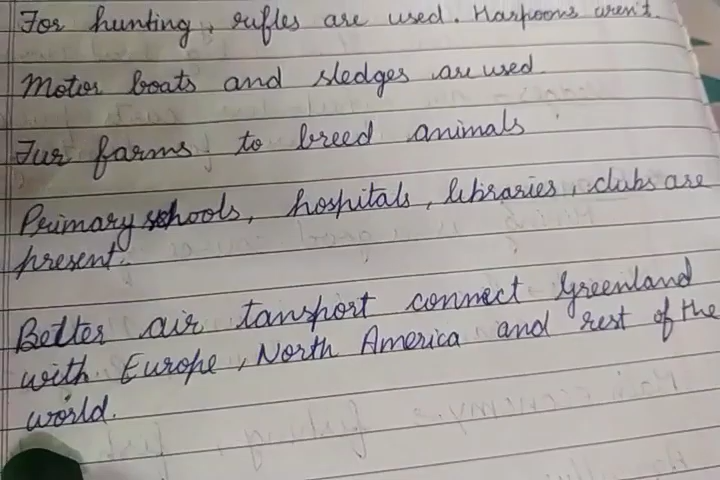 For hunting, rifles are used. Harpoons aren't.
Motor boats and sledges are used.
Fur farms to breed animals
Primary schools, hospitals, libraries, clubs are
present.
Better air tansport connect Greenland
with Europe, North America and rest of the
world.